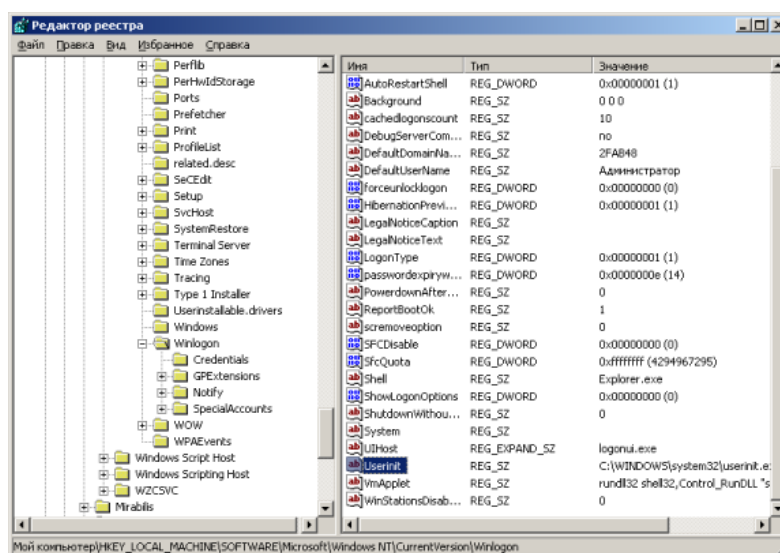 Редактор реестра
Файл Правка Вид Избранное Справка
Perflib
PerHwIdStorage
Ports
Prefetcher
Print
ProfileList
related.desc
SeCEdit
Setup
SvcHost
SystemRestore
Terminal Server
Time Zones
Tracing
Type 1 Installer
Userinstallable.drivers
Windows
Winlogon
Credentials
GPExtensions
Notify
SpecialAccounts
WOW
WPAEvents
Windows Script Host
Windows Scripting Host
WZCSVC
Mirabilis
Имя Тип Значение
AutoRestartShell REG_DWORD 0x00000001 (1)
Background REG_SZ 0 0 0
cachedlogonscount REG_SZ 10
DebugServerCom... REG_SZ no
DefaultDomainNa... REG_SZ 2FAB48
DefaultUserName REG_SZ Администратор
forceunlocklogon REG_DWORD 0x00000000 (0)
HibernationPrevi... REG_DWORD 0x00000001 (1)
LegalNoticeCaption REG_SZ
LegalNoticeText REG_SZ
LogonType REG_DWORD 0x00000001 (1)
passwordexpiryw... REG_DWORD 0x0000000e (14)
PowerdownAfter... REG_SZ 0
ReportBootOk REG_SZ 1
scremoveoption REG_SZ 0
SFCDisable REG_DWORD 0x00000000 (0)
SfcQuota REG_DWORD 0xffffffff (4294967295)
Shell REG_SZ Explorer.exe
ShowLogonOptions REG_DWORD 0x00000000 (0)
ShutdownWithou... REG_SZ 0
System REG_SZ
UIHost REG_EXPAND_SZ logonui.exe
Userinit REG_SZ C:\WINDOWS\system32\userinit.e
VmApplet REG_SZ rundll32 shell32,Control_RunDLL "s
WinStationsDisab... REG_SZ 0
Мой компьютер\HKEY_LOCAL_MACHINE\SOFTWARE\Microsoft\Windows NT\CurrentVersion\Winlogon